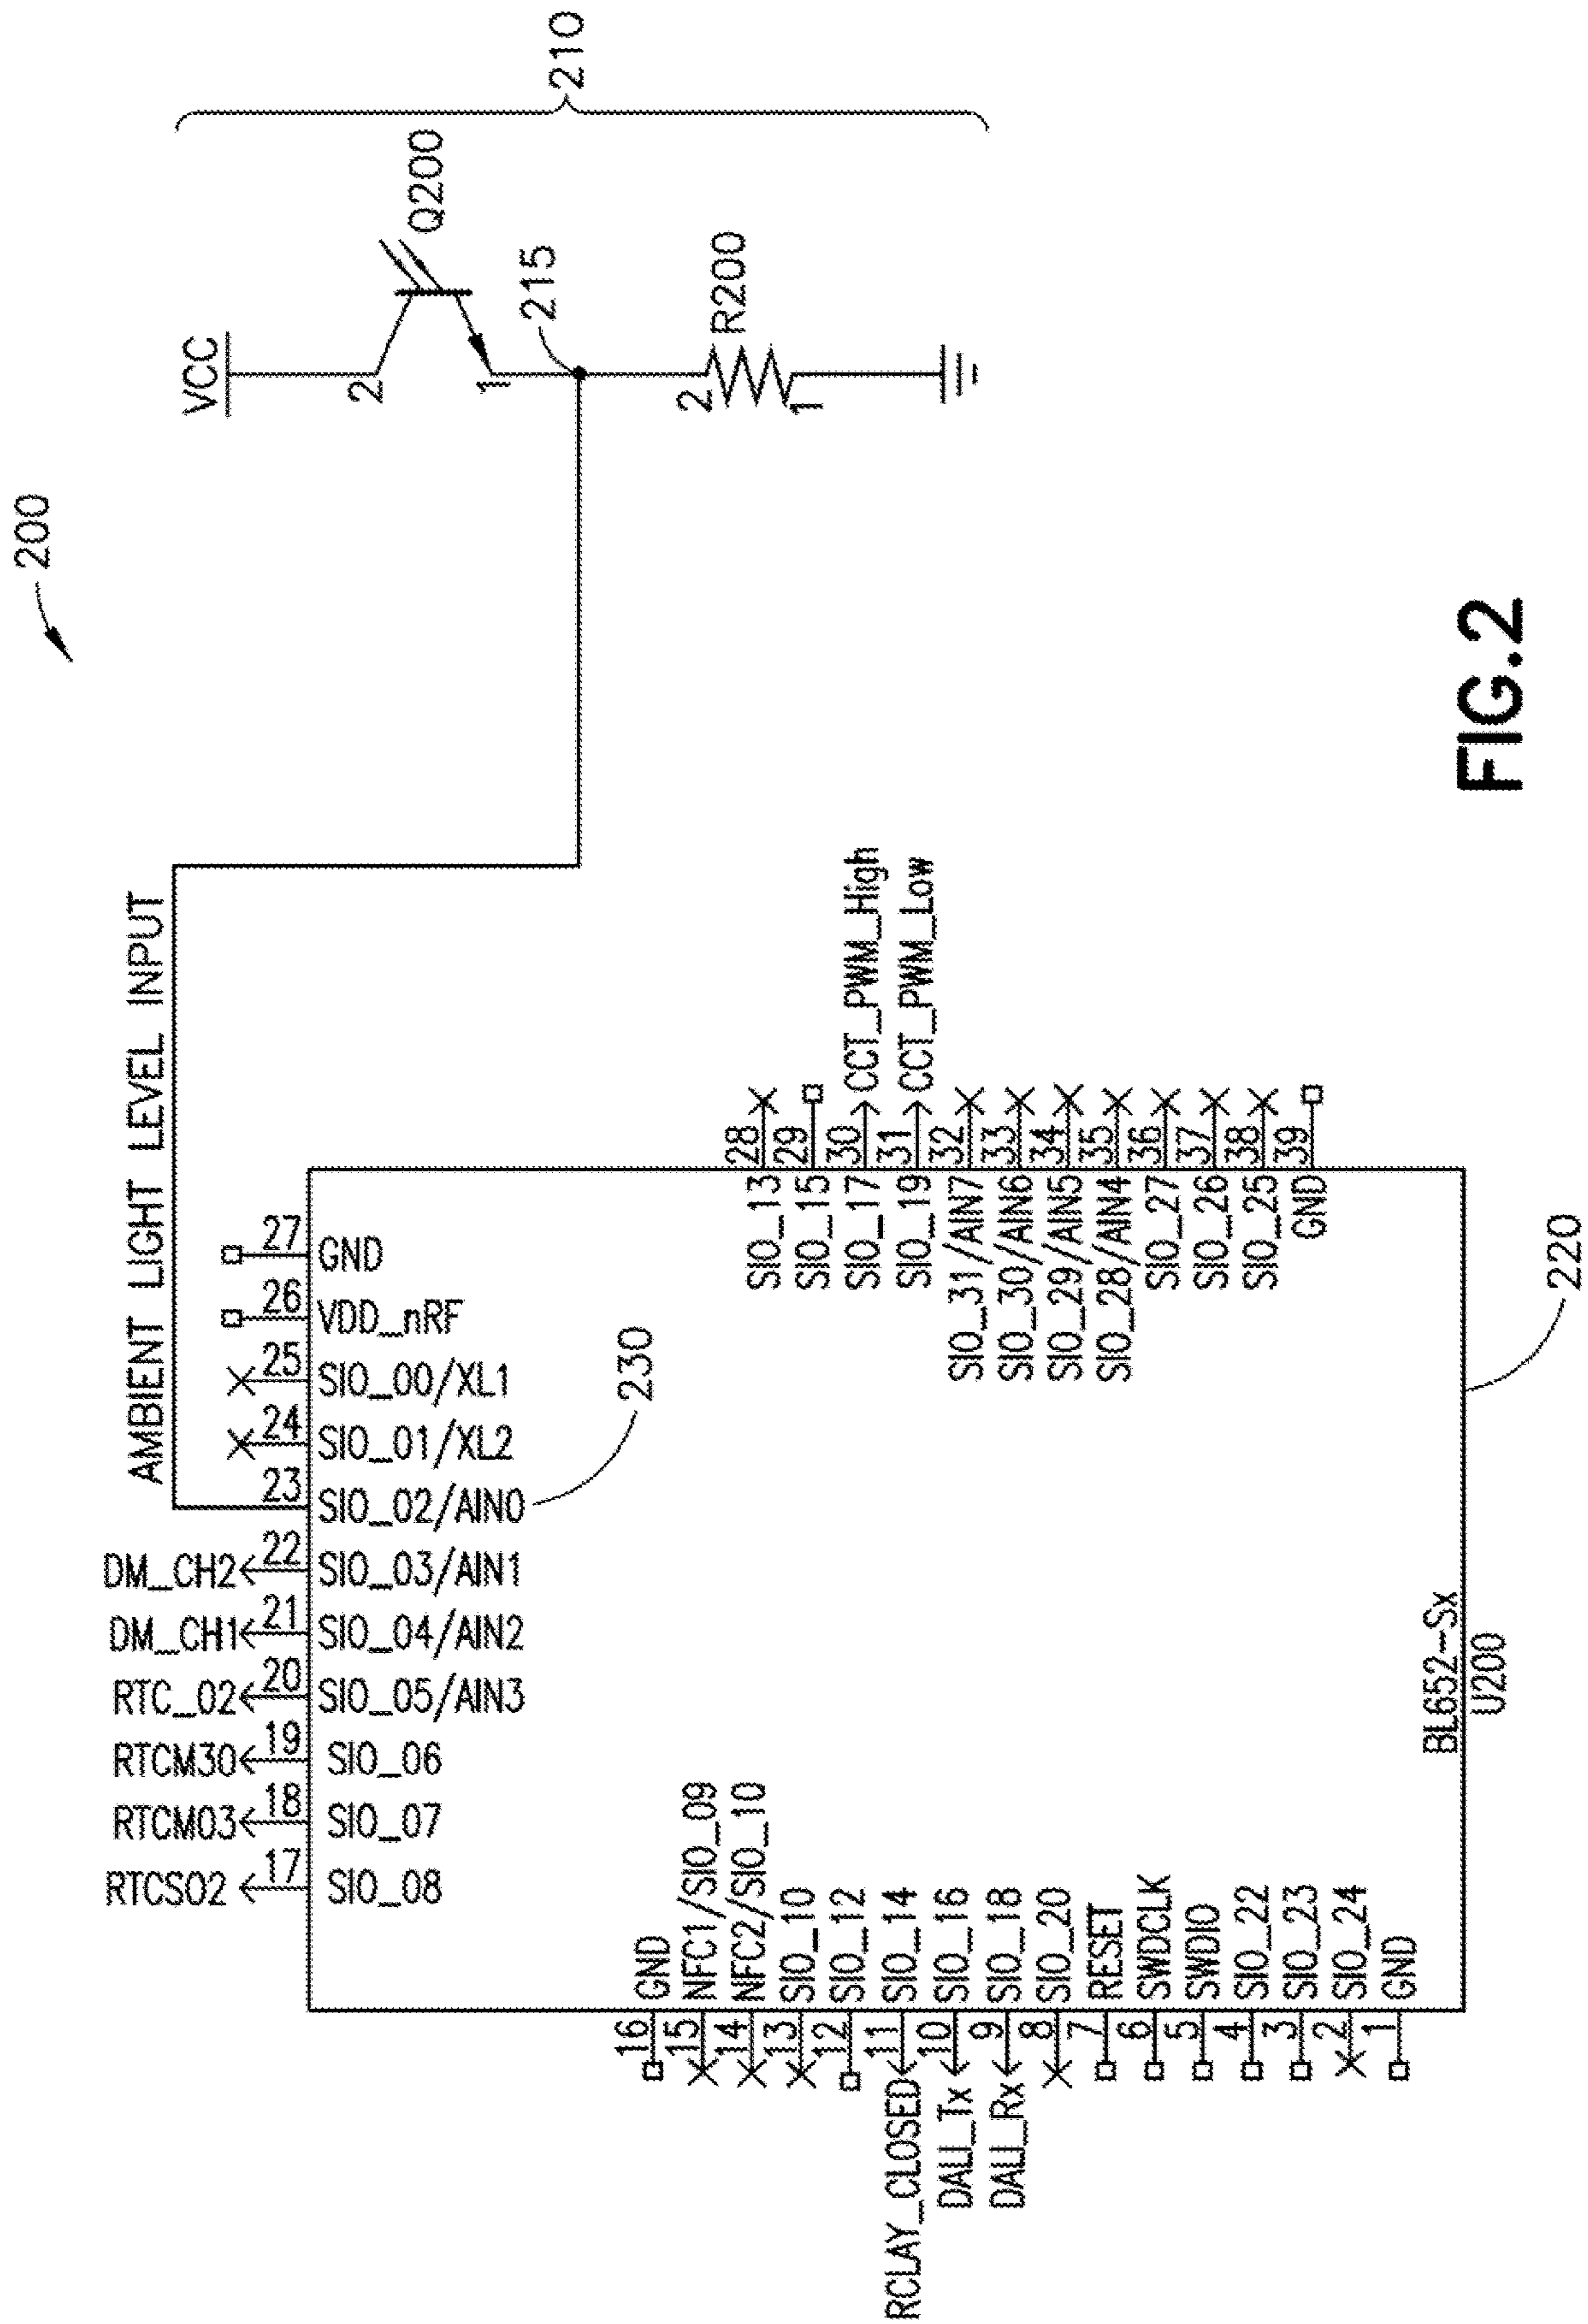 200
AMBIENT LIGHT LEVEL INPUT
VCC
2
Q200
1
215
2
R200
1
210
DM_CH2
DM_CH1
RTC_02
RTCM30
RTCM03
RTCS02
17 SIO_08
18 SIO_07
19 SIO_06
20 SIO_05/AIN3
21 SIO_04/AIN2
22 SIO_03/AIN1
23 SIO_02/AIN0
24 SIO_01/XL2
25 SIO_00/XL1
26 VDD_nRF
27 GND
230
16 GND
15 NFC1/SIO_09
14 NFC2/SIO_10
13 SIO_10
12 SIO_12
RCLAY_CLOSED 11 SIO_14
DALI_Tx 10 SIO_16
DALI_Rx 9 SIO_18
8 SIO_20
7 RESET
6 SWDCLK
5 SWDIO
4 SIO_22
3 SIO_23
2 SIO_24
1 GND
SIO_13 28
SIO_15 29
SIO_17 30 CCT_PWM_High
SIO_19 31 CCT_PWM_Low
SIO_31/AIN7 32
SIO_30/AIN6 33
SIO_29/AIN5 34
SIO_28/AIN4 35
SIO_27 36
SIO_26 37
SIO_25 38
GND 39
BL652-Sx
U200
220
FIG.2